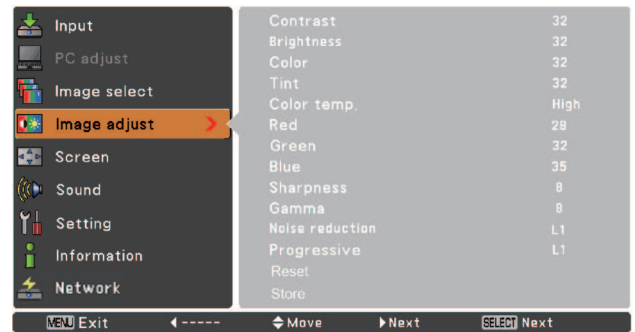 Input
PC adjust
Image select
Image adjust
Screen
Sound
Setting
Information
Network
Contrast 32
Brightness 32
Color 32
Tint 32
Color temp. High
Red 28
Green 32
Blue 35
Sharpness 8
Gamma 8
Noise reduction L1
Progressive L1
Reset
Store
MENU Exit ----- Move Next SELECT Next